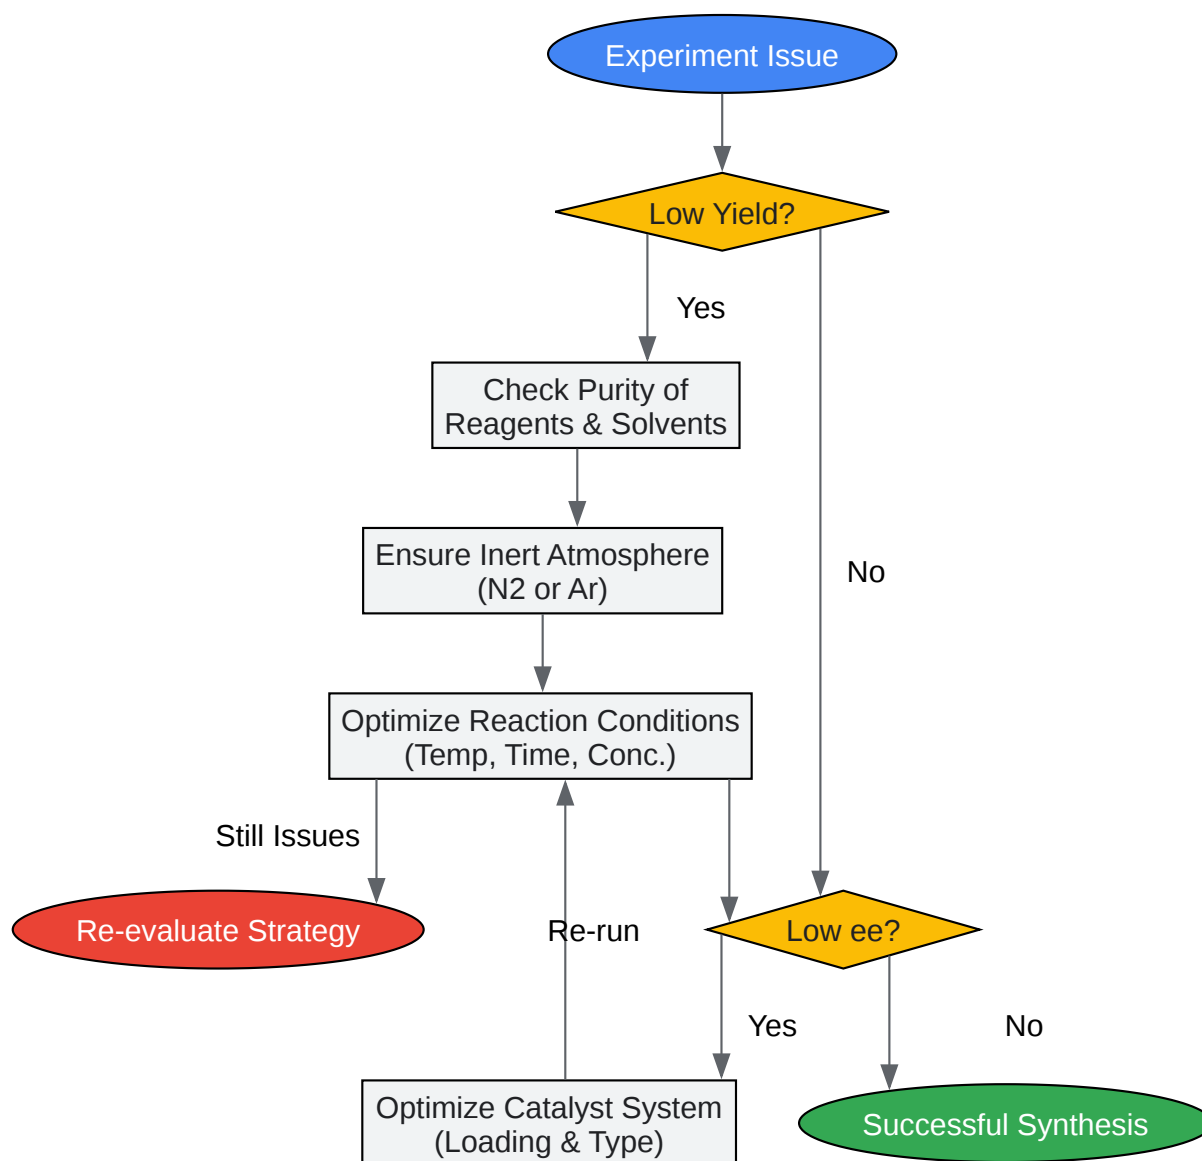 Experiment Issue
Low Yield?
Yes
Check Purity of
Reagents & Solvents
Ensure Inert Atmosphere
(N2 or Ar)
No
Optimize Reaction Conditions
(Temp, Time, Conc.)
Still Issues
Re-evaluate Strategy
Re-run
Low ee?
Yes
No
Optimize Catalyst System
(Loading & Type)
Successful Synthesis